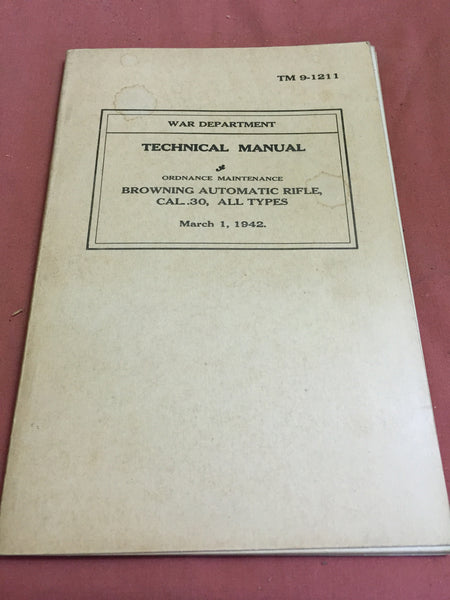 TM 9-1211
WAR DEPARTMENT
TECHNICAL MANUAL
ORDNANCE MAINTENANCE
BROWNING AUTOMATIC RIFLE,
CAL..30, ALL TYPES
March 1, 1942.